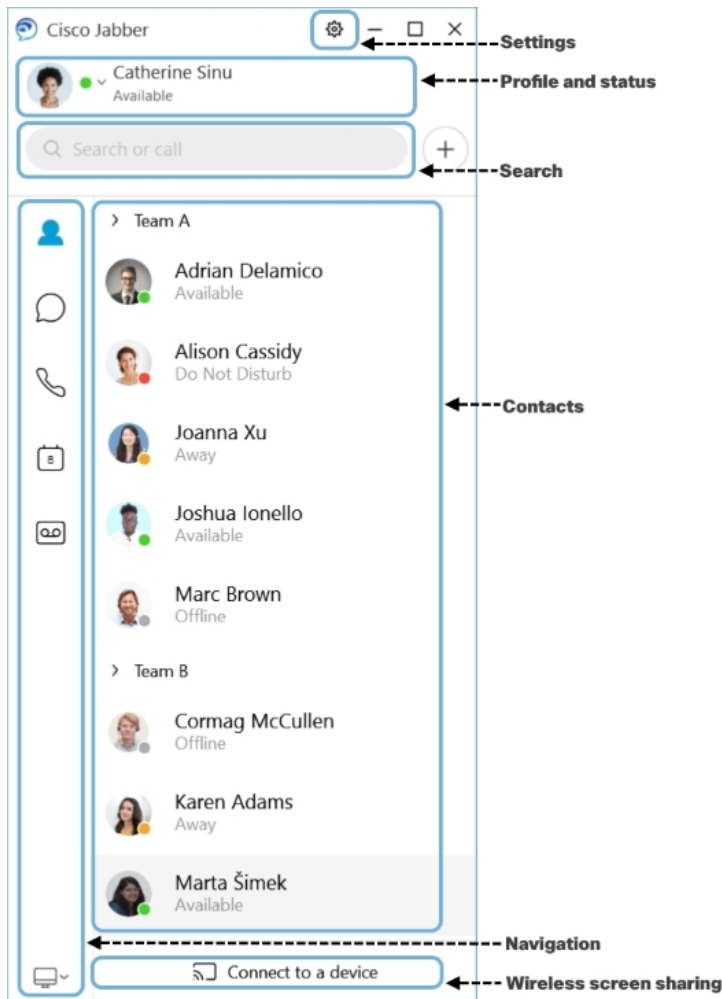 Cisco Jabber
Settings
Catherine Sinu
Available
Profile and status
Search or call
Search
Team A
Adrian Delamico
Available
Alison Cassidy
Do Not Disturb
Contacts
Joanna Xu
Away
8
Joshua Ionello
Available
Marc Brown
Offline
Team B
Cormag McCullen
Offline
Karen Adams
Away
Marta Šimek
Available
Navigation
Connect to a device
Wireless screen sharing